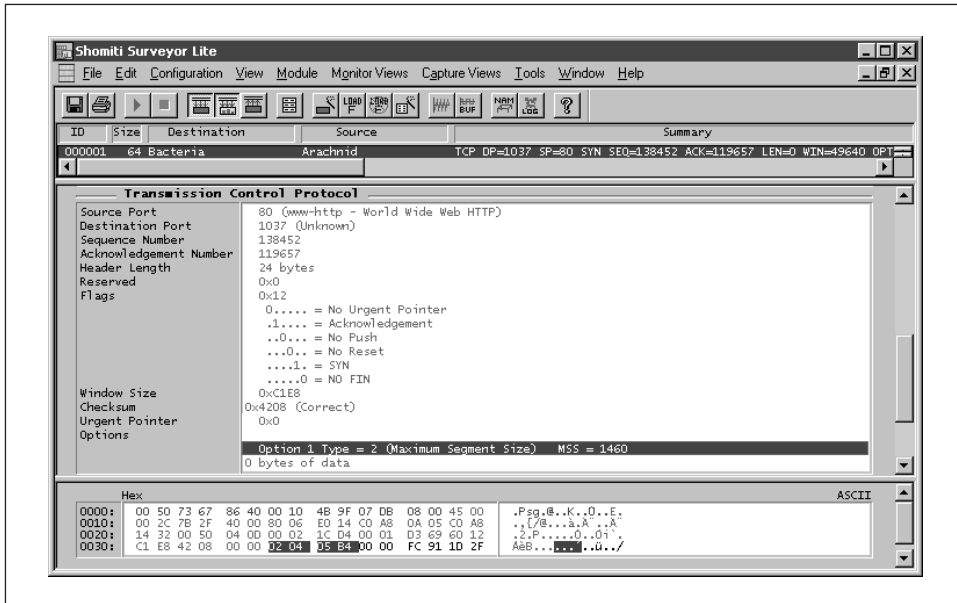 Shomiti Surveyor Lite
File Edit Configuration View Module Monitor Views Capture Views Tools Window Help
LOAD F
BUF
NAM
LOG
ID Size Destination Source Summary
000001 64 Bacteria Arachnid TCP DP=1037 SP=80 SYN SEQ=138452 ACK=119657 LEN=0 WIN=49640 OPT
Transmission Control Protocol
Source Port 80 (www-http - World Wide Web HTTP)
Destination Port 1037 (Unknown)
Sequence Number 138452
Acknowledgement Number 119657
Header Length 24 bytes
Reserved 0x0
Flags 0x12
0..... = No Urgent Pointer
.1.... = Acknowledgement
..0... = No Push
...0.. = No Reset
....1. = SYN
.....0 = NO FIN
Window Size 0xC1E8
Checksum 0x4208 (Correct)
Urgent Pointer 0x0
Options
Option 1 Type = 2 (Maximum Segment Size) MSS = 1460
0 bytes of data
Hex ASCII
0000: 00 50 73 67 86 40 00 10 4B 9F 07 DB 08 00 45 00 .Psg.@..K..Û..E.
0010: 00 2C 7B 2F 40 00 80 06 E0 14 C0 A8 0A 05 C0 A8 .,{/@...à.À¨..À¨
0020: 14 32 00 50 04 0D 00 02 1C D4 00 01 D3 69 60 12 .2.P.....Ô..Ói`.
0030: C1 E8 42 08 00 00 02 04 05 B4 00 00 FC 91 1D 2F ÁèB......´..ü../